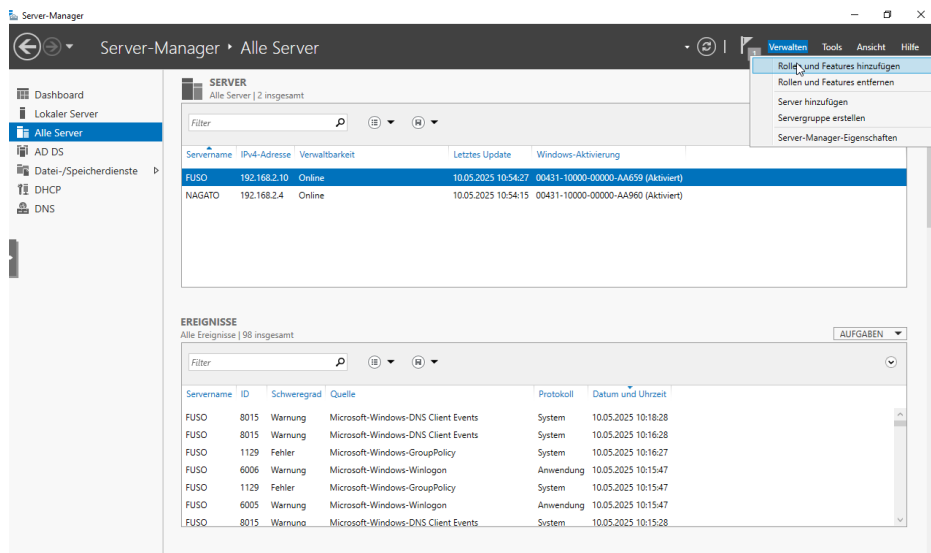 Server-Manager
Server-Manager ‣ Alle Server
1
Verwalten Tools Ansicht Hilfe
Rollen und Features hinzufügen
Rollen und Features entfernen
Server hinzufügen
Servergruppe erstellen
Server-Manager-Eigenschaften
Dashboard
Lokaler Server
Alle Server
AD DS
Datei-/Speicherdienste
DHCP
DNS
SERVER
Alle Server | 2 insgesamt
Filter
Servername IPv4-Adresse Verwaltbarkeit Letztes Update Windows-Aktivierung
FUSO 192.168.2.10 Online 10.05.2025 10:54:27 00431-10000-00000-AA659 (Aktiviert)
NAGATO 192.168.2.4 Online 10.05.2025 10:54:15 00431-10000-00000-AA960 (Aktiviert)
EREIGNISSE
Alle Ereignisse | 98 insgesamt
AUFGABEN
Filter
Servername ID Schweregrad Quelle Protokoll Datum und Uhrzeit
FUSO 8015 Warnung Microsoft-Windows-DNS Client Events System 10.05.2025 10:18:28
FUSO 8015 Warnung Microsoft-Windows-DNS Client Events System 10.05.2025 10:16:28
FUSO 1129 Fehler Microsoft-Windows-GroupPolicy System 10.05.2025 10:16:27
FUSO 6006 Warnung Microsoft-Windows-Winlogon Anwendung 10.05.2025 10:15:47
FUSO 1129 Fehler Microsoft-Windows-GroupPolicy System 10.05.2025 10:15:47
FUSO 6005 Warnung Microsoft-Windows-Winlogon Anwendung 10.05.2025 10:15:47
FUSO 8015 Warnung Microsoft-Windows-DNS Client Events System 10.05.2025 10:15:28